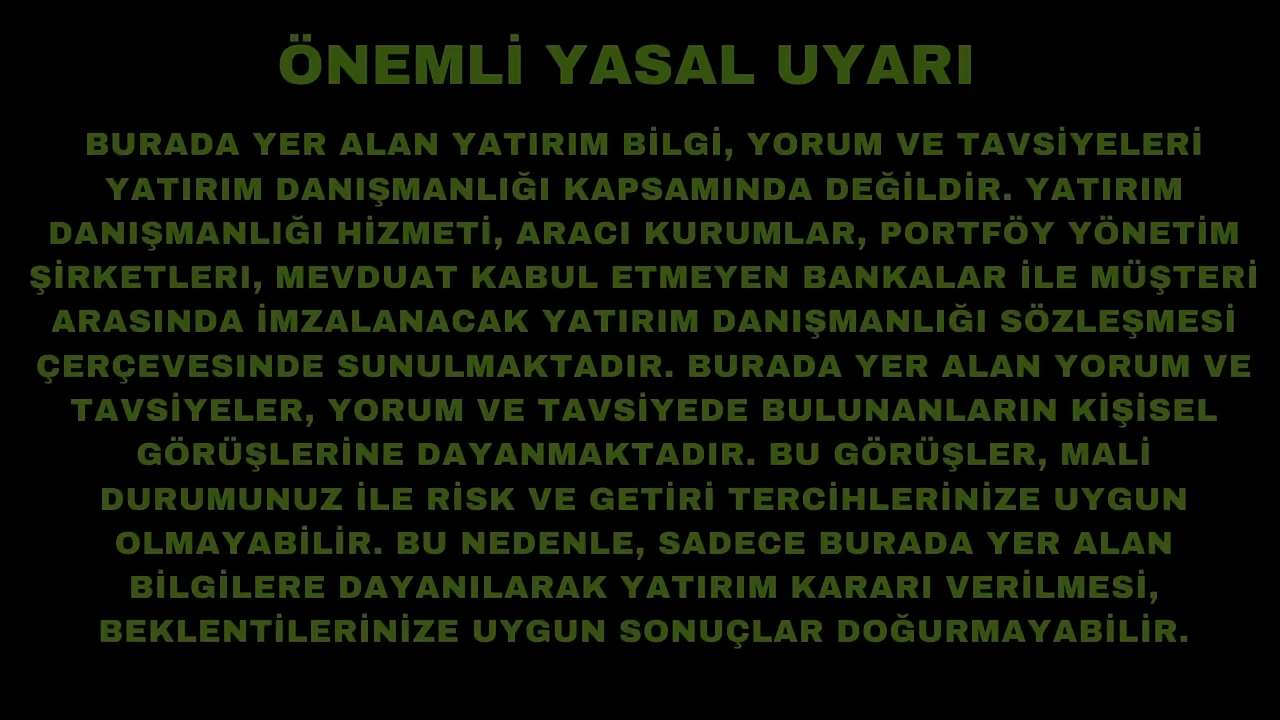 ÖNEMLİ YASAL UYARI
BURADA YER ALAN YATIRIM BİLGİ, YORUM VE TAVSİYELERİ
YATIRIM DANIŞMANLIĞI KAPSAMINDA DEĞİLDİR. YATIRIM
DANIŞMANLIĞI HİZMETİ, ARACI KURUMLAR, PORTFÖY YÖNETİM
ŞİRKETLERI, MEVDUAT KABUL ETMEYEN BANKALAR İLE MÜŞTERİ
ARASINDA İMZALANACAK YATIRIM DANIŞMANLIĞI SÖZLEŞMESİ
ÇERÇEVESINDE SUNULMAKTADIR. BURADA YER ALAN YORUM VE
TAVSİYELER, YORUM VE TAVSİYEDE BULUNANLARIN KİŞİSEL
GÖRÜŞLERİNE DAYANMAKTADIR. BU GÖRÜŞLER, MALİ
DURUMUNUZ İLE RİSK VE GETİRİ TERCİHLERİNİZE UYGUN
OLMAYABİLİR. BU NEDENLE, SADECE BURADA YER ALAN
BİLGİLERE DAYANILARAK YATIRIM KARARI VERİLMESİ,
BEKLENTİLERİNİZE UYGUN SONUÇLAR DOĞURMAYABİLİR.